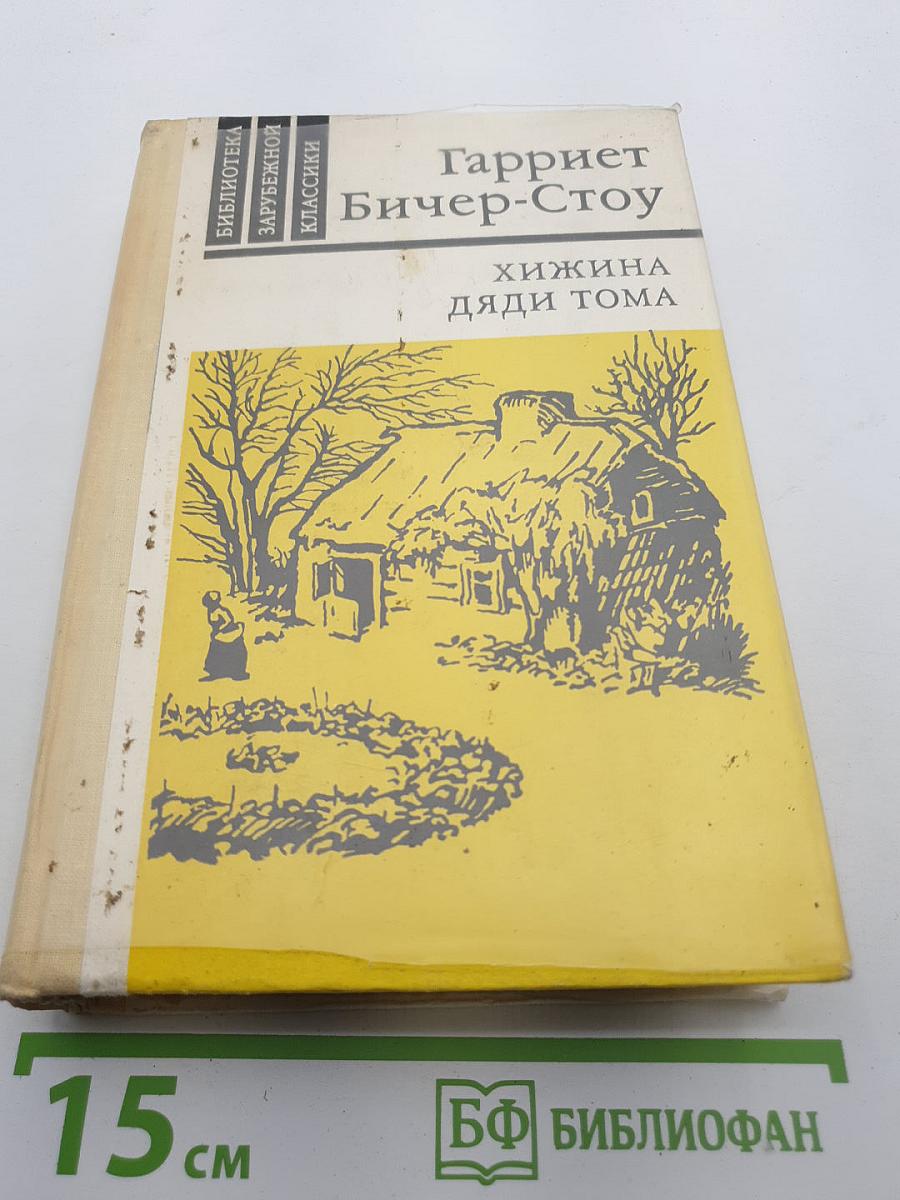 БИБЛИОТЕКА
ЗАРУБЕЖНОЙ
КЛАССИКИ
Гарриет
Бичер-Стоу
ХИЖИНА
ДЯДИ ТОМА
15 см
БФ БИБЛИОФАН